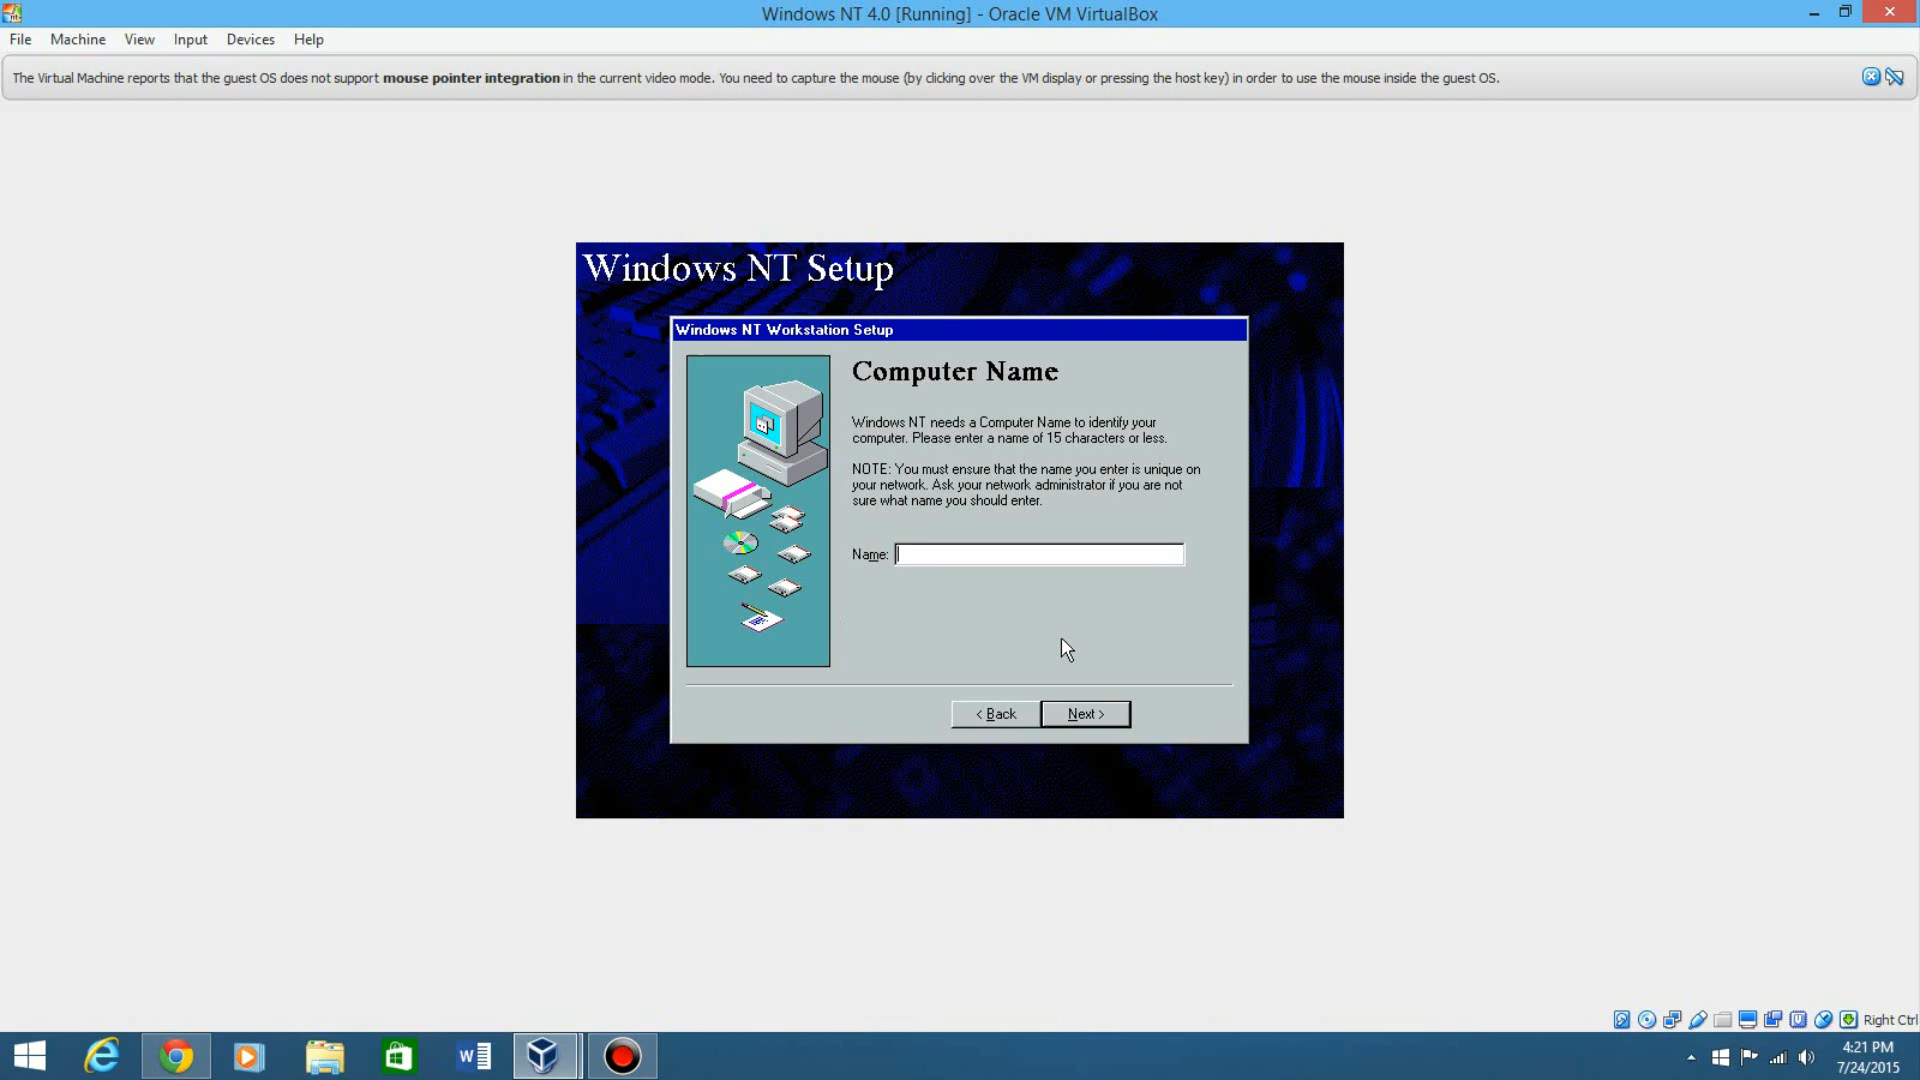 Windows NT 4.0 [Running] - Oracle VM VirtualBox
File Machine View Input Devices Help
The Virtual Machine reports that the guest OS does not support mouse pointer integration in the current video mode. You need to capture the mouse (by clicking over the VM display or pressing the host key) in order to use the mouse inside the guest OS.
Windows NT Setup
Windows NT Workstation Setup
Computer Name
Windows NT needs a Computer Name to identify your
computer. Please enter a name of 15 characters or less.
NOTE: You must ensure that the name you enter is unique on
your network. Ask your network administrator if you are not
sure what name you should enter.
Name:
< Back Next >
Right Ctrl
4:21 PM
7/24/2015